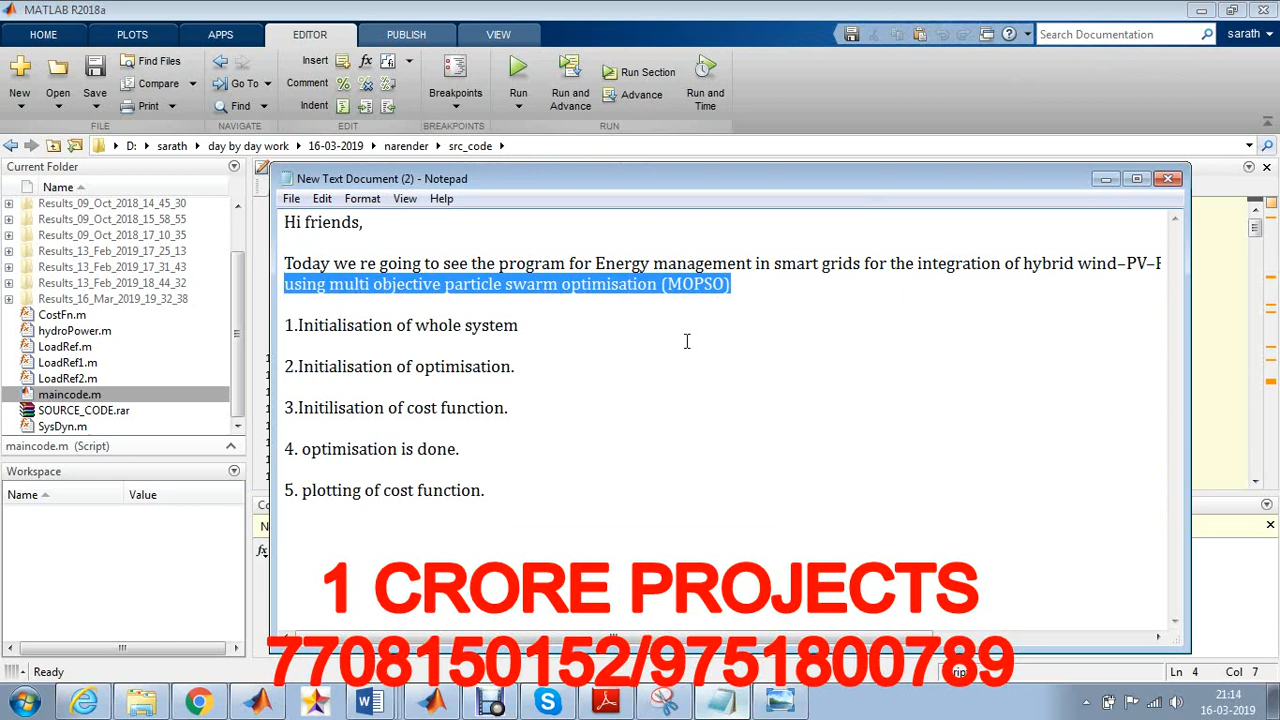 MATLAB R2018a
HOME PLOTS APPS EDITOR PUBLISH VIEW Search Documentation sarath
New Open Save Find Files Compare Print Go To Find Insert Comment Indent Breakpoints Run Run and Advance Run Section Advance Run and Time
FILE NAVIGATE EDIT BREAKPOINTS RUN
D: sarath day by day work 16-03-2019 narender src_code
Current Folder
Name
Results_09_Oct_2018_14_45_30
Results_09_Oct_2018_15_58_55
Results_09_Oct_2018_17_10_35
Results_13_Feb_2019_17_25_13
Results_13_Feb_2019_17_31_43
Results_13_Feb_2019_18_44_32
Results_16_Mar_2019_19_32_38
CostFn.m
hydroPower.m
LoadRef.m
LoadRef1.m
LoadRef2.m
maincode.m
SOURCE_CODE.rar
SysDyn.m
maincode.m (Script)
Workspace
Name Value
New Text Document (2) - Notepad
File Edit Format View Help
Hi friends,
Today we re going to see the program for Energy management in smart grids for the integration of hybrid wind–PV–
using multi objective particle swarm optimisation (MOPSO)
1.Initialisation of whole system
2.Initialisation of optimisation.
3.Initilisation of cost function.
4. optimisation is done.
5. plotting of cost function.
1 CRORE PROJECTS
7708150152/9751800789
Ready Ln 4 Col 7
21:14
16-03-2019